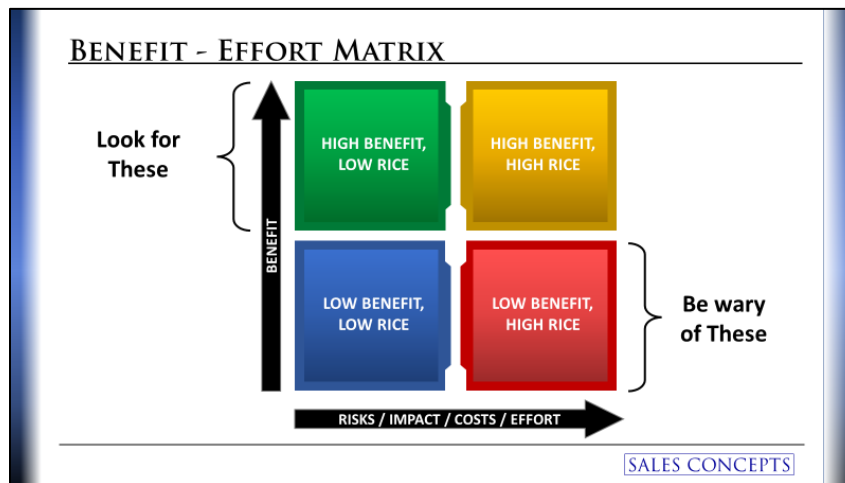 BENEFIT - EFFORT MATRIX
Look for
These
BENEFIT
HIGH BENEFIT,
LOW RICE
HIGH BENEFIT,
HIGH RICE
LOW BENEFIT,
LOW RICE
LOW BENEFIT,
HIGH RICE
Be wary
of These
RISKS / IMPACT / COSTS / EFFORT
SALES CONCEPTS